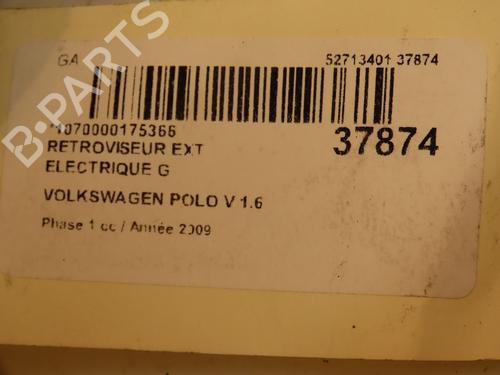 GA 52713401 37874
*1070000175366
37874
RETROVISEUR EXT
ELECTRIQUE G
VOLKSWAGEN POLO V 1.6
Phase 1 cc / Année 2009
B-PARTS